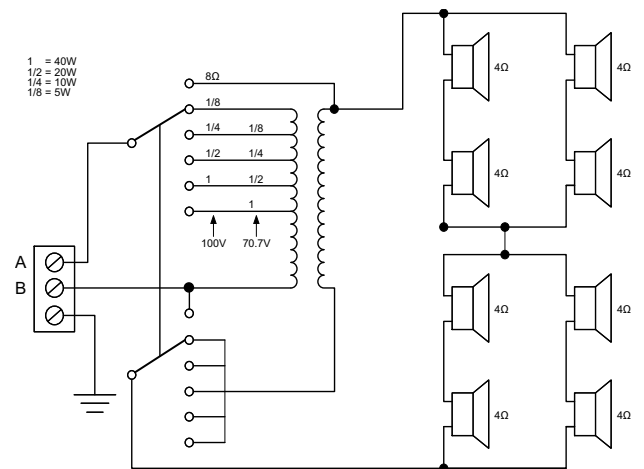 1 = 40W
1/2 = 20W
1/4 = 10W
1/8 = 5W
8Ω
1/8
1/4 1/8
1/2 1/4
1 1/2
1
100V 70.7V
A
B
4Ω 4Ω
4Ω 4Ω
4Ω 4Ω
4Ω 4Ω